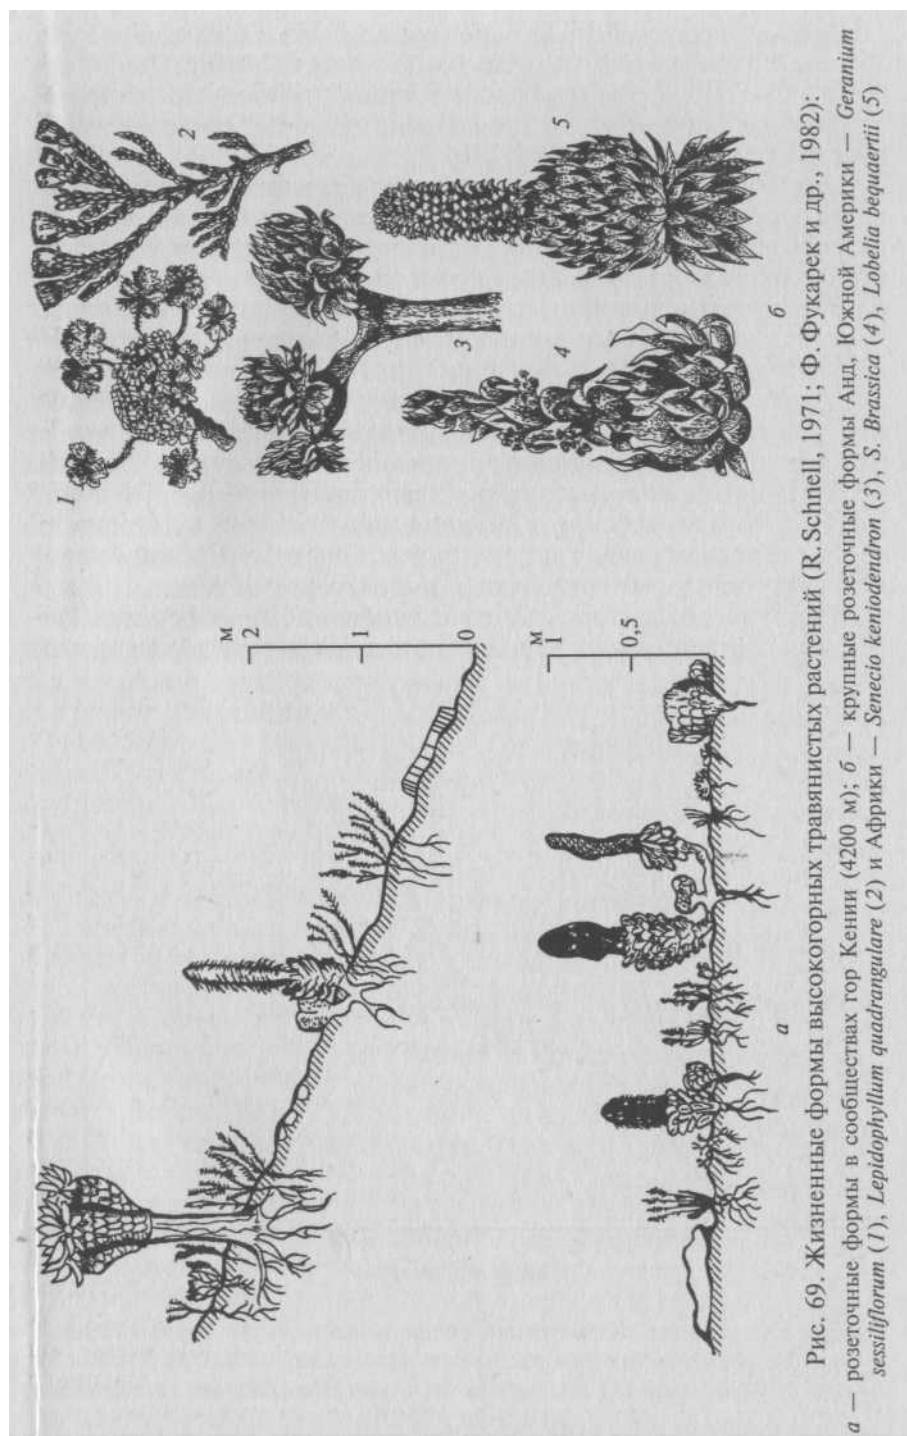 м
2
1
0
м
1
0,5
а
1
2
3
4
5
б
Рис. 69. Жизненные формы высокогорных травянистых растений (R. Schnell, 1971; Ф. Фукарек и др., 1982):
а — розеточные формы в сообществах гор Кении (4200 м); б — крупные розеточные формы Анд, Южной Америки — Geranium
sessiliflorum (1), Lepidophyllum quadrangulare (2) и Африки — Senecio keniodendron (3), S. Brassica (4), Lobelia bequaertii (5)